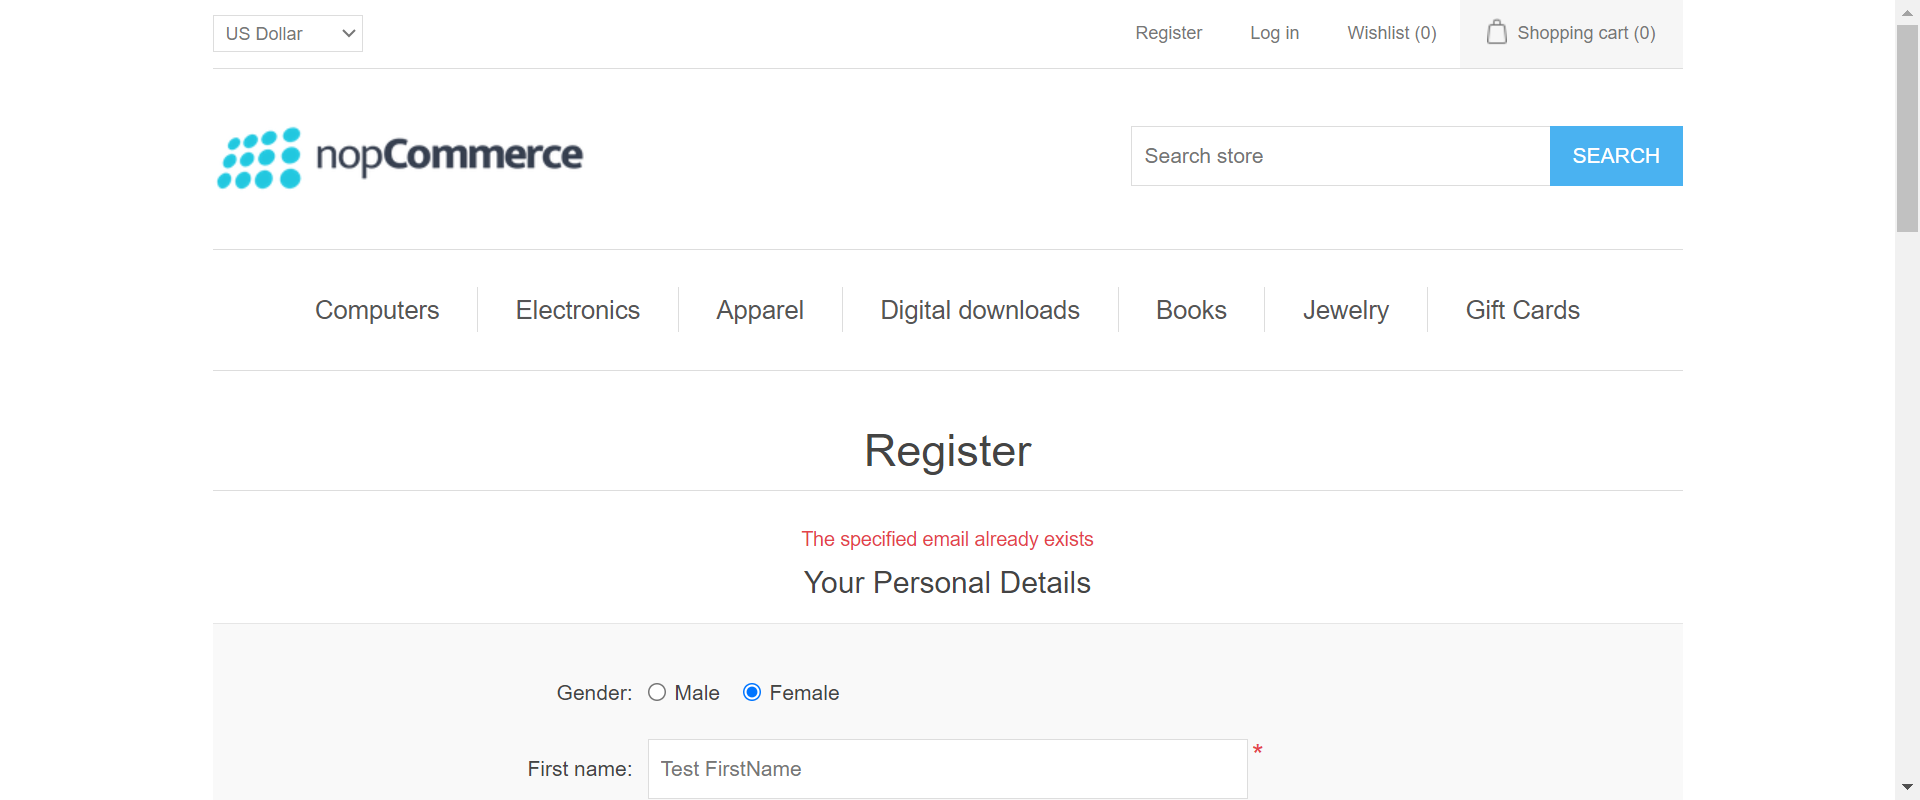 US Dollar
Register
Log in
Wishlist (0)
Shopping cart (0)
nopCommerce
Search store
SEARCH
Computers
Electronics
Apparel
Digital downloads
Books
Jewelry
Gift Cards
Register
The specified email already exists
Your Personal Details
Gender: Male Female
First name: Test FirstName *